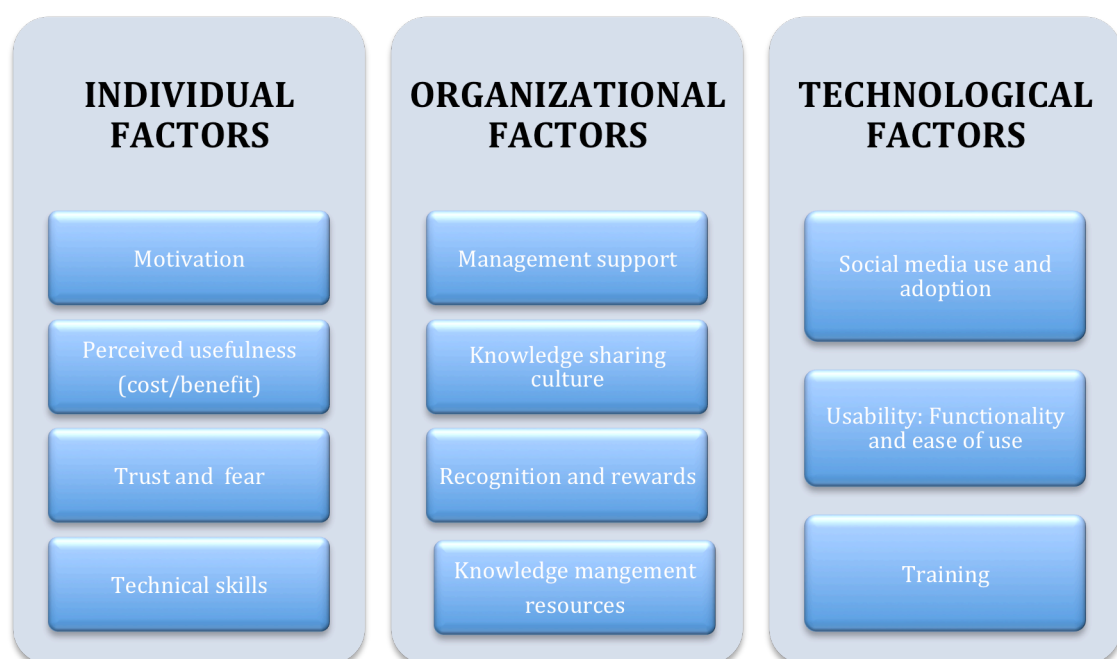 INDIVIDUAL
FACTORS
Motivation
Perceived usefulness
(cost/benefit)
Trust and  fear
Technical skills
ORGANIZATIONAL
FACTORS
Management support
Knowledge sharing
culture
Recognition and rewards
Knowledge mangement
resources
TECHNOLOGICAL
FACTORS
Social media use and
adoption
Usability: Functionality
and ease of use
Training